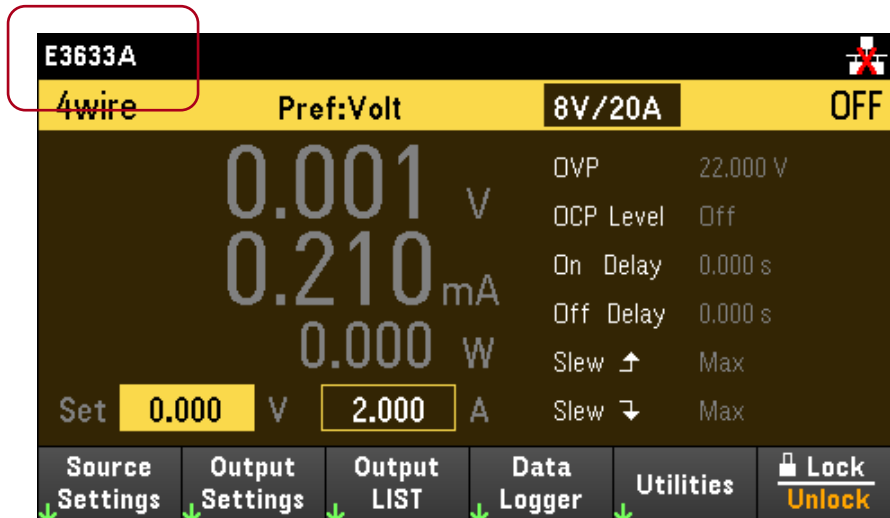 E3633A
4wire Pref:Volt 8V/20A OFF
0.001 V
0.210 mA
0.000 W
Set 0.000 V 2.000 A
OVP 22.000 V
OCP Level Off
On Delay 0.000 s
Off Delay 0.000 s
Slew Max
Slew Max
Source Settings
Output Settings
Output LIST
Data Logger
Utilities
Lock
Unlock